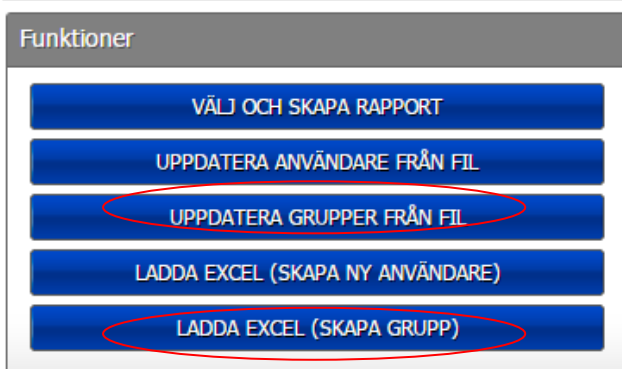 Funktioner
VÄLJ OCH SKAPA RAPPORT
UPPDATERA ANVÄNDARE FRÅN FIL
UPPDATERA GRUPPER FRÅN FIL
LADDA EXCEL (SKAPA NY ANVÄNDARE)
LADDA EXCEL (SKAPA GRUPP)